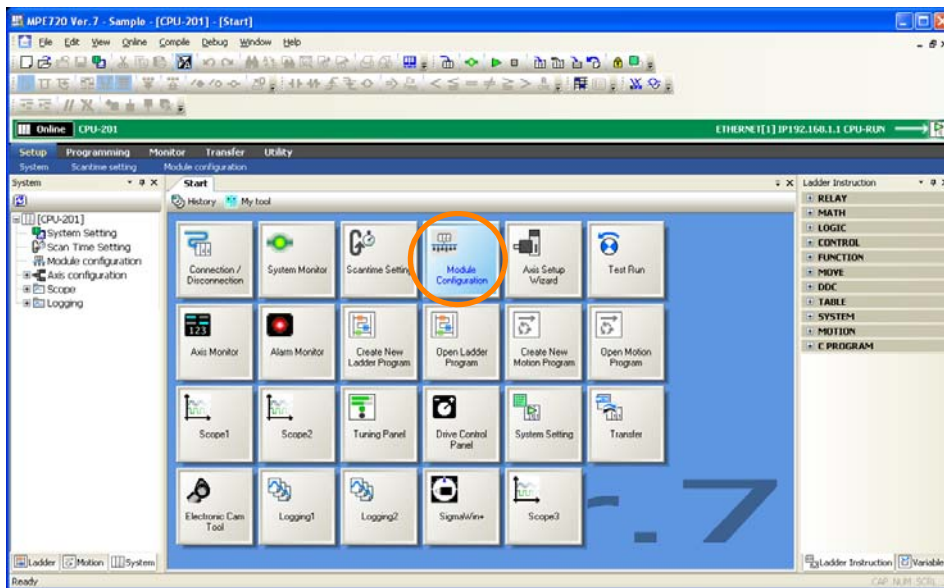 MPE720 Ver.7 - Sample - [CPU-201] - [Start]
File Edit View Online Compile Debug Window Help
Online CPU-201 ETHERNET[1] IP192.168.1.1 CPU-RUN
Setup Programming Monitor Transfer Utility
System Scantime setting Module configuration
System
Start
Ladder Instruction
History My tool
[CPU-201]
System Setting
Scan Time Setting
Module configuration
Axis configuration
Scope
Logging
Connection / Disconnection
System Monitor
Scantime Setting
Module Configuration
Axis Setup Wizard
Test Run
Axis Monitor
Alarm Monitor
Create New Ladder Program
Open Ladder Program
Create New Motion Program
Open Motion Program
Scope1
Scope2
Tuning Panel
Drive Control Panel
System Setting
Transfer
Electronic Cam Tool
Logging1
Logging2
SigmaWin+
Scope3
r.7
RELAY
MATH
LOGIC
CONTROL
FUNCTION
MOVE
DDC
TABLE
SYSTEM
MOTION
C PROGRAM
Ladder Motion System
Ladder Instruction Variable
Ready CAP NUM SCRL